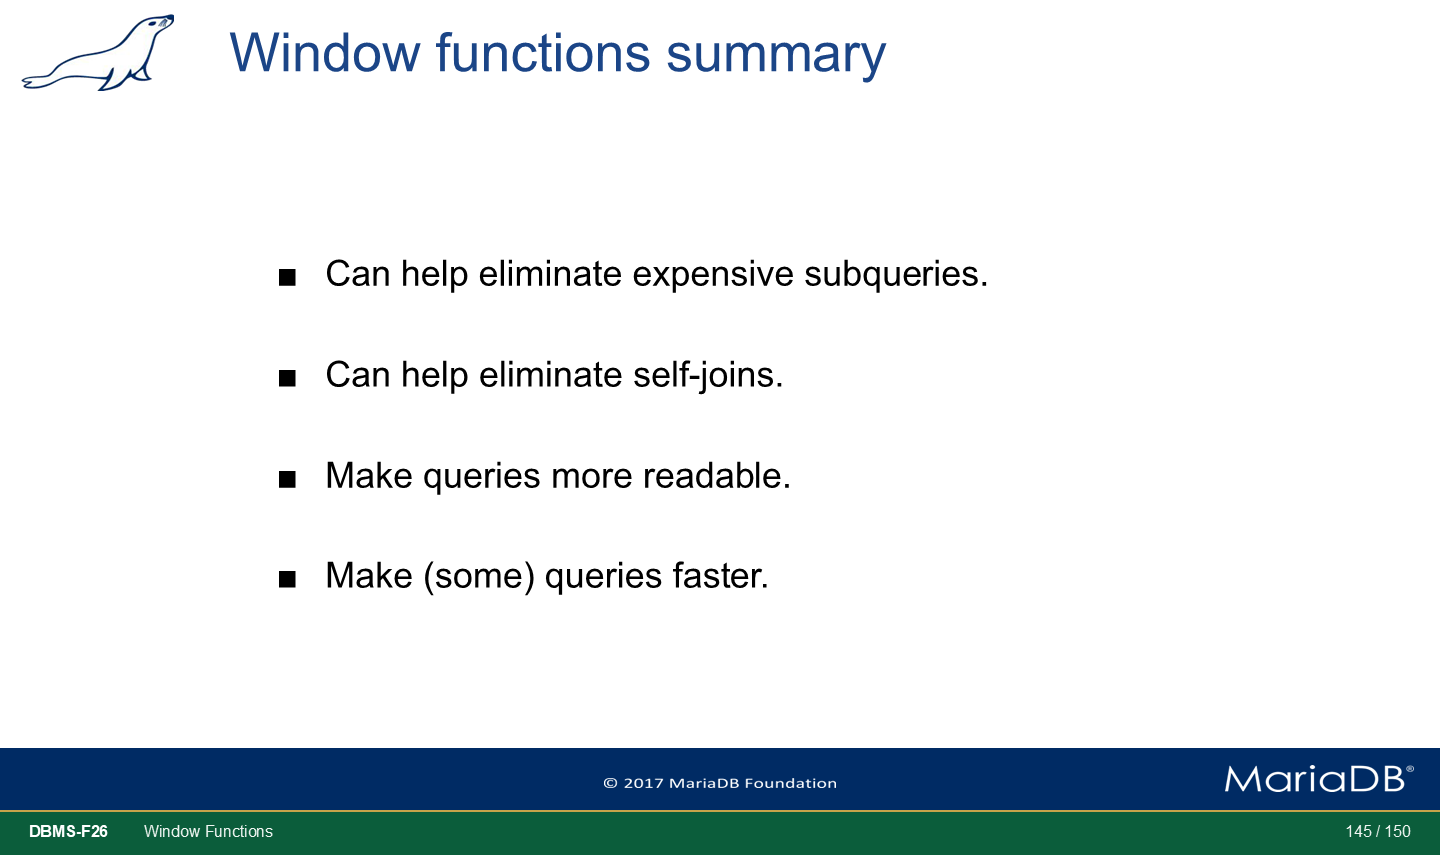 Window functions summary
■ Can help eliminate expensive subqueries.
■ Can help eliminate self-joins.
■ Make queries more readable.
■ Make (some) queries faster.
© 2017 MariaDB Foundation
MariaDB®
DBMS-F26 Window Functions 145 / 150